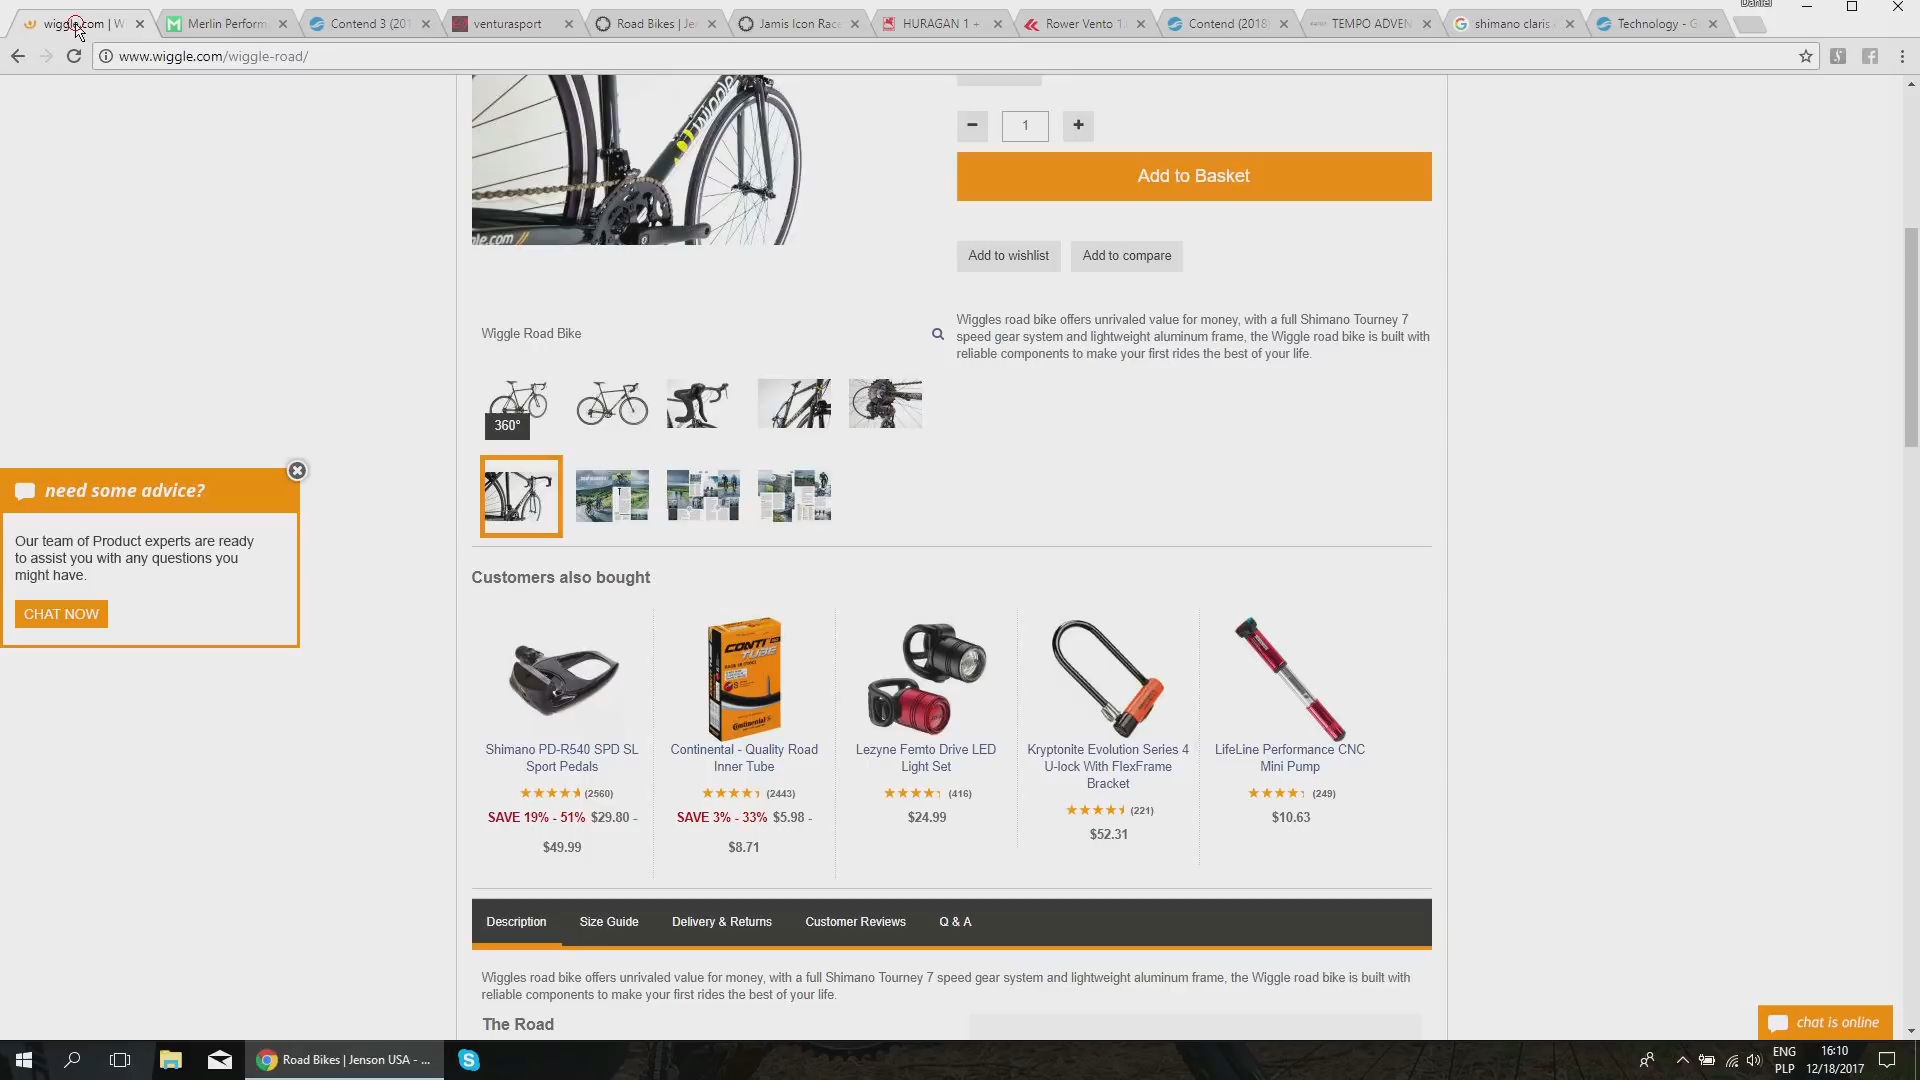 Daniel
wiggle.com | W
Merlin Perform
Contend 3 (201
venturasport
Road Bikes | Je
Jamis Icon Race
HURAGAN 1 +
Rower Vento 1.
Contend (2018)
TEMPO ADVEN
shimano claris
Technology - G
www.wiggle.com/wiggle-road/
wiggle
gle.com //
1
Add to Basket
Add to wishlist
Add to compare
Wiggle Road Bike
Wiggles road bike offers unrivaled value for money, with a full Shimano Tourney 7
speed gear system and lightweight aluminum frame, the Wiggle road bike is built with
reliable components to make your first rides the best of your life.
360°
need some advice?
Our team of Product experts are ready
to assist you with any questions you
might have.
CHAT NOW
Customers also bought
CONTI
TUBE
Continental
Shimano PD-R540 SPD SL
Sport Pedals
(2560)
SAVE 19% - 51% $29.80 -
$49.99
Continental - Quality Road
Inner Tube
(2443)
SAVE 3% - 33% $5.98 -
$8.71
Lezyne Femto Drive LED
Light Set
(416)
$24.99
Kryptonite Evolution Series 4
U-lock With FlexFrame
Bracket
(221)
$52.31
LifeLine Performance CNC
Mini Pump
(249)
$10.63
Description
Size Guide
Delivery & Returns
Customer Reviews
Q & A
Wiggles road bike offers unrivaled value for money, with a full Shimano Tourney 7 speed gear system and lightweight aluminum frame, the Wiggle road bike is built with
reliable components to make your first rides the best of your life.
The Road
chat is online
Road Bikes | Jenson USA - ...
ENG
PLP
16:10
12/18/2017